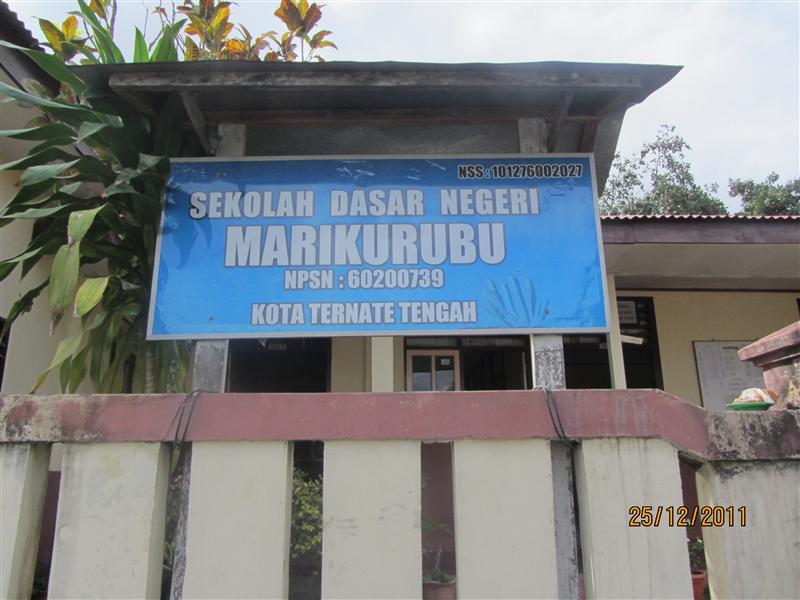 NSS : 101276002027
SEKOLAH DASAR NEGERI
MARIKURUBU
NPSN : 60200739
KOTA TERNATE TENGAH
25/12/2011